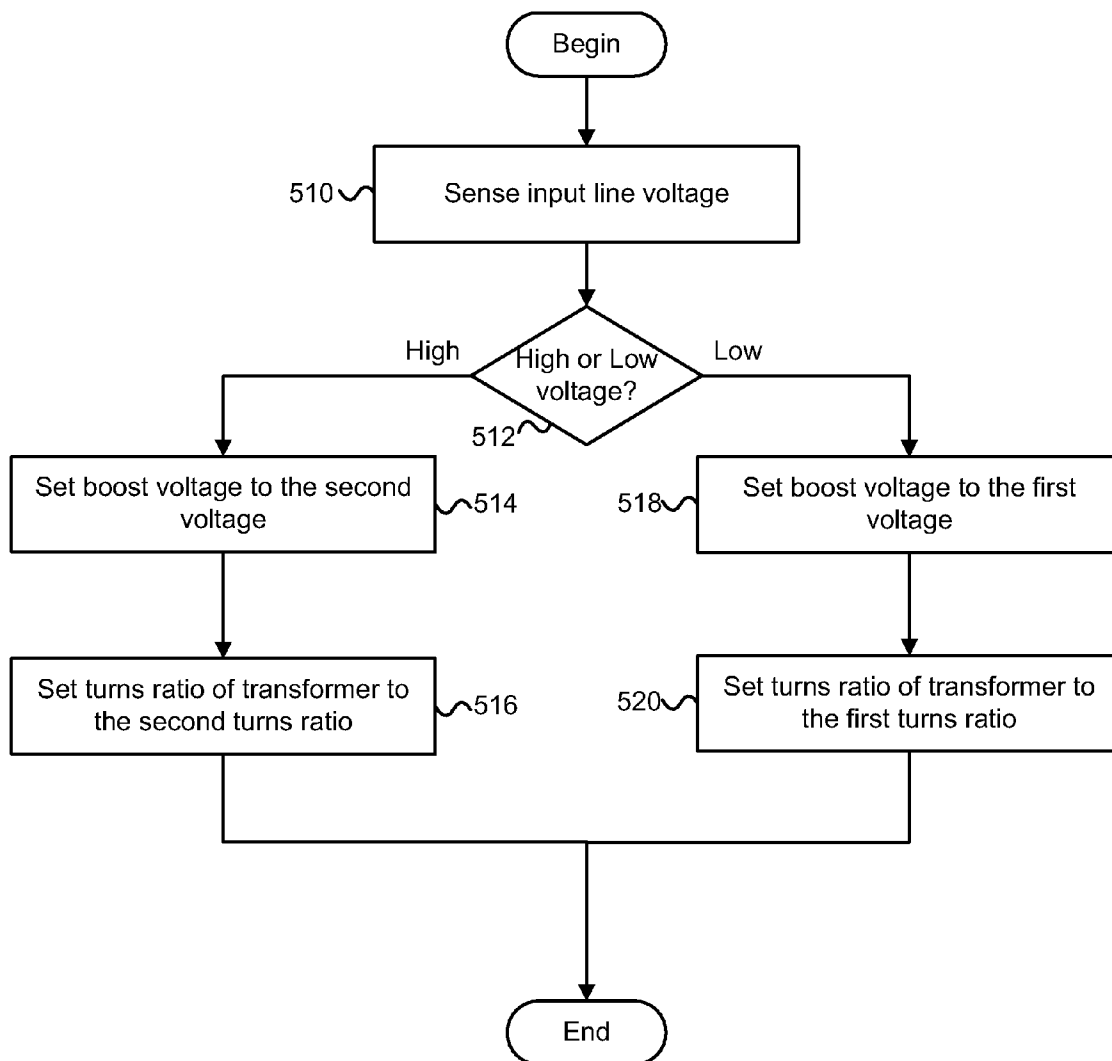 Begin
510
Sense input line voltage
High
High or Low
voltage?
Low
512
Set boost voltage to the second
voltage
514
518
Set boost voltage to the first
voltage
Set turns ratio of transformer to
the second turns ratio
516
520
Set turns ratio of transformer to
the first turns ratio
End